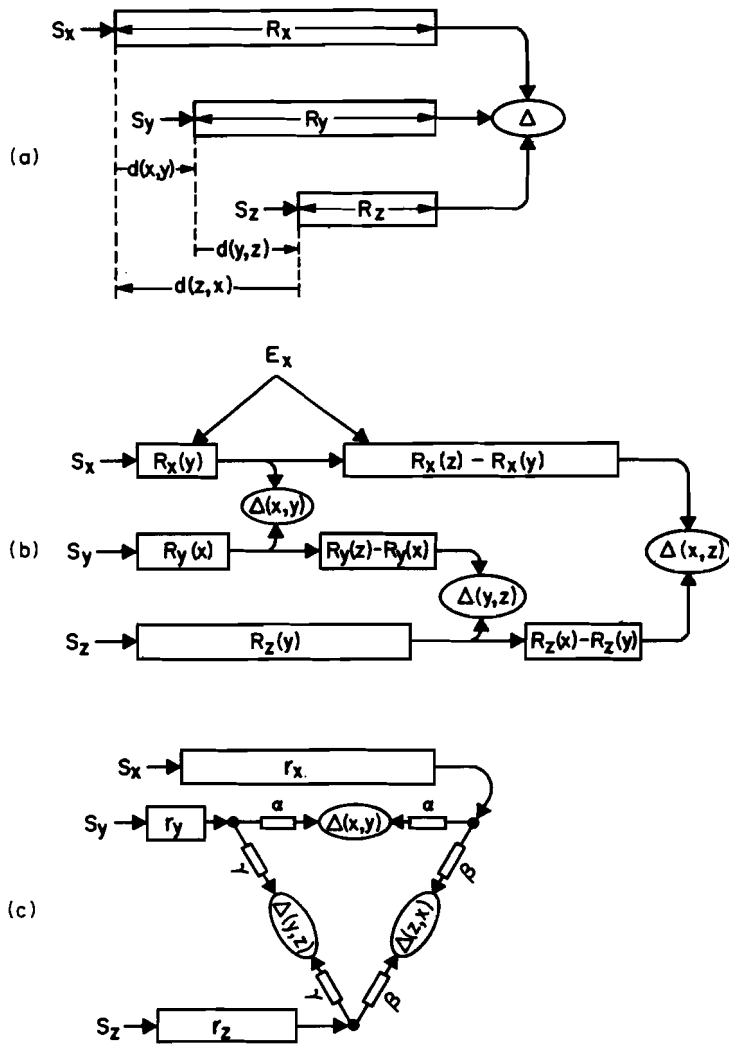 Sx Rx
Sy Ry Δ
(a)
d(x,y)
Sz Rz
d(y,z)
d(z,x)
Ex
Sx Rx(y) Rx(z) − Rx(y)
Δ(x,y)
(b) Sy Ry(x) Ry(z)−Ry(x) Δ(x,z)
Δ(y,z)
Sz Rz(y) Rz(x)−Rz(y)
Sx rx.
α α
Sy ry Δ(x,y)
γ β
(c) Δ(y,z) Δ(z,x)
γ β
Sz rz